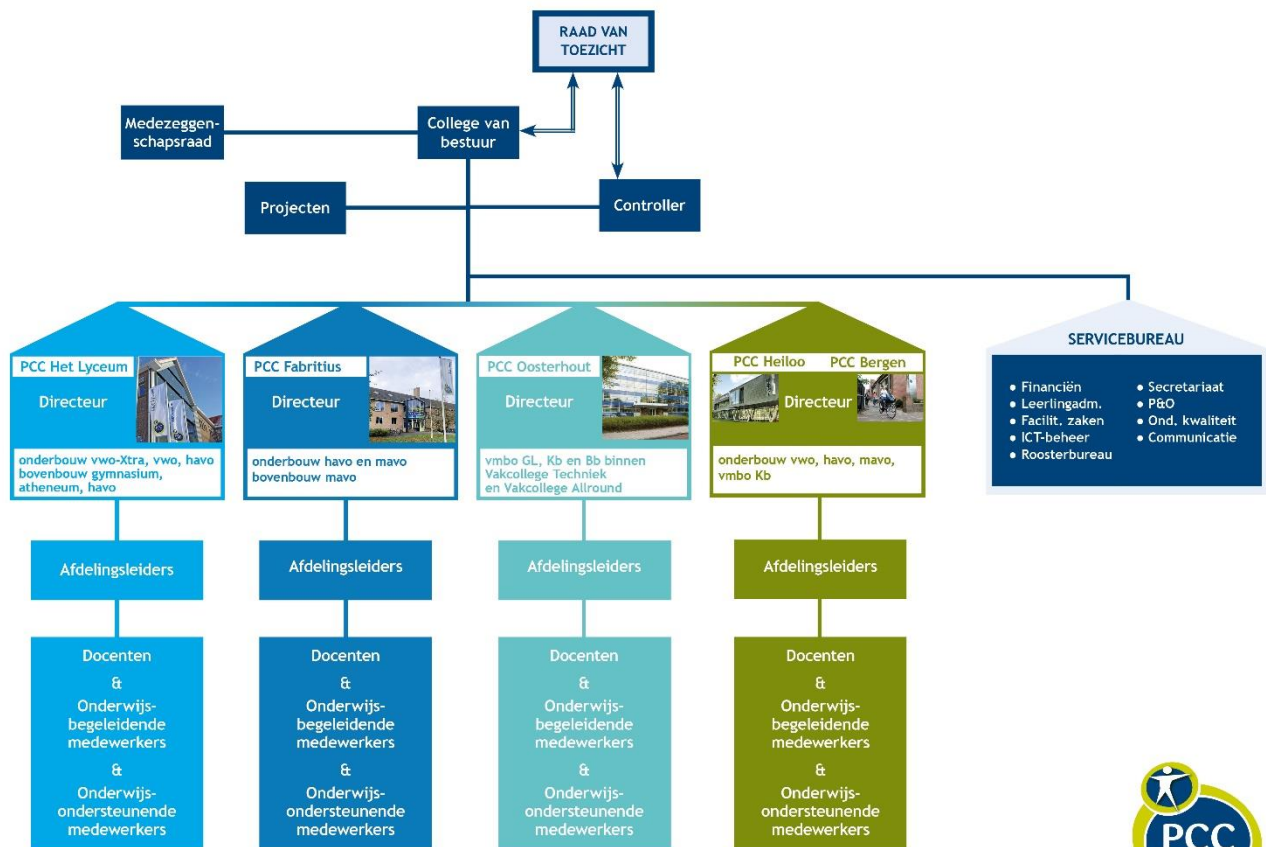 RAAD VAN
TOEZICHT
Medezeggen-
schapsraad
College van
bestuur
Projecten
Controller
PCC Het Lyceum
Directeur
onderbouw vwo-Xtra, vwo, havo
bovenbouw gymnasium,
atheneum, havo
Afdelingsleiders
Docenten
&
Onderwijs-
begeleidende
medewerkers
&
Onderwijs-
ondersteunende
medewerkers
PCC Fabritius
Directeur
onderbouw havo en mavo
bovenbouw mavo
Afdelingsleiders
Docenten
&
Onderwijs-
begeleidende
medewerkers
&
Onderwijs-
ondersteunende
medewerkers
PCC Oosterhout
Directeur
vmbo GL, Kb en Bb binnen
Vakcollege Techniek
en Vakcollege Allround
Afdelingsleiders
Docenten
&
Onderwijs-
begeleidende
medewerkers
&
Onderwijs-
ondersteunende
medewerkers
PCC Heiloo PCC Bergen
Directeur
onderbouw vwo, havo, mavo,
vmbo Kb
Afdelingsleiders
Docenten
&
Onderwijs-
begeleidende
medewerkers
&
Onderwijs-
ondersteunende
medewerkers
SERVICEBUREAU
• Financiën
• Leerlingadm.
• Facilit. zaken
• ICT-beheer
• Roosterbureau
• Secretariaat
• P&O
• Ond. kwaliteit
• Communicatie
PCC